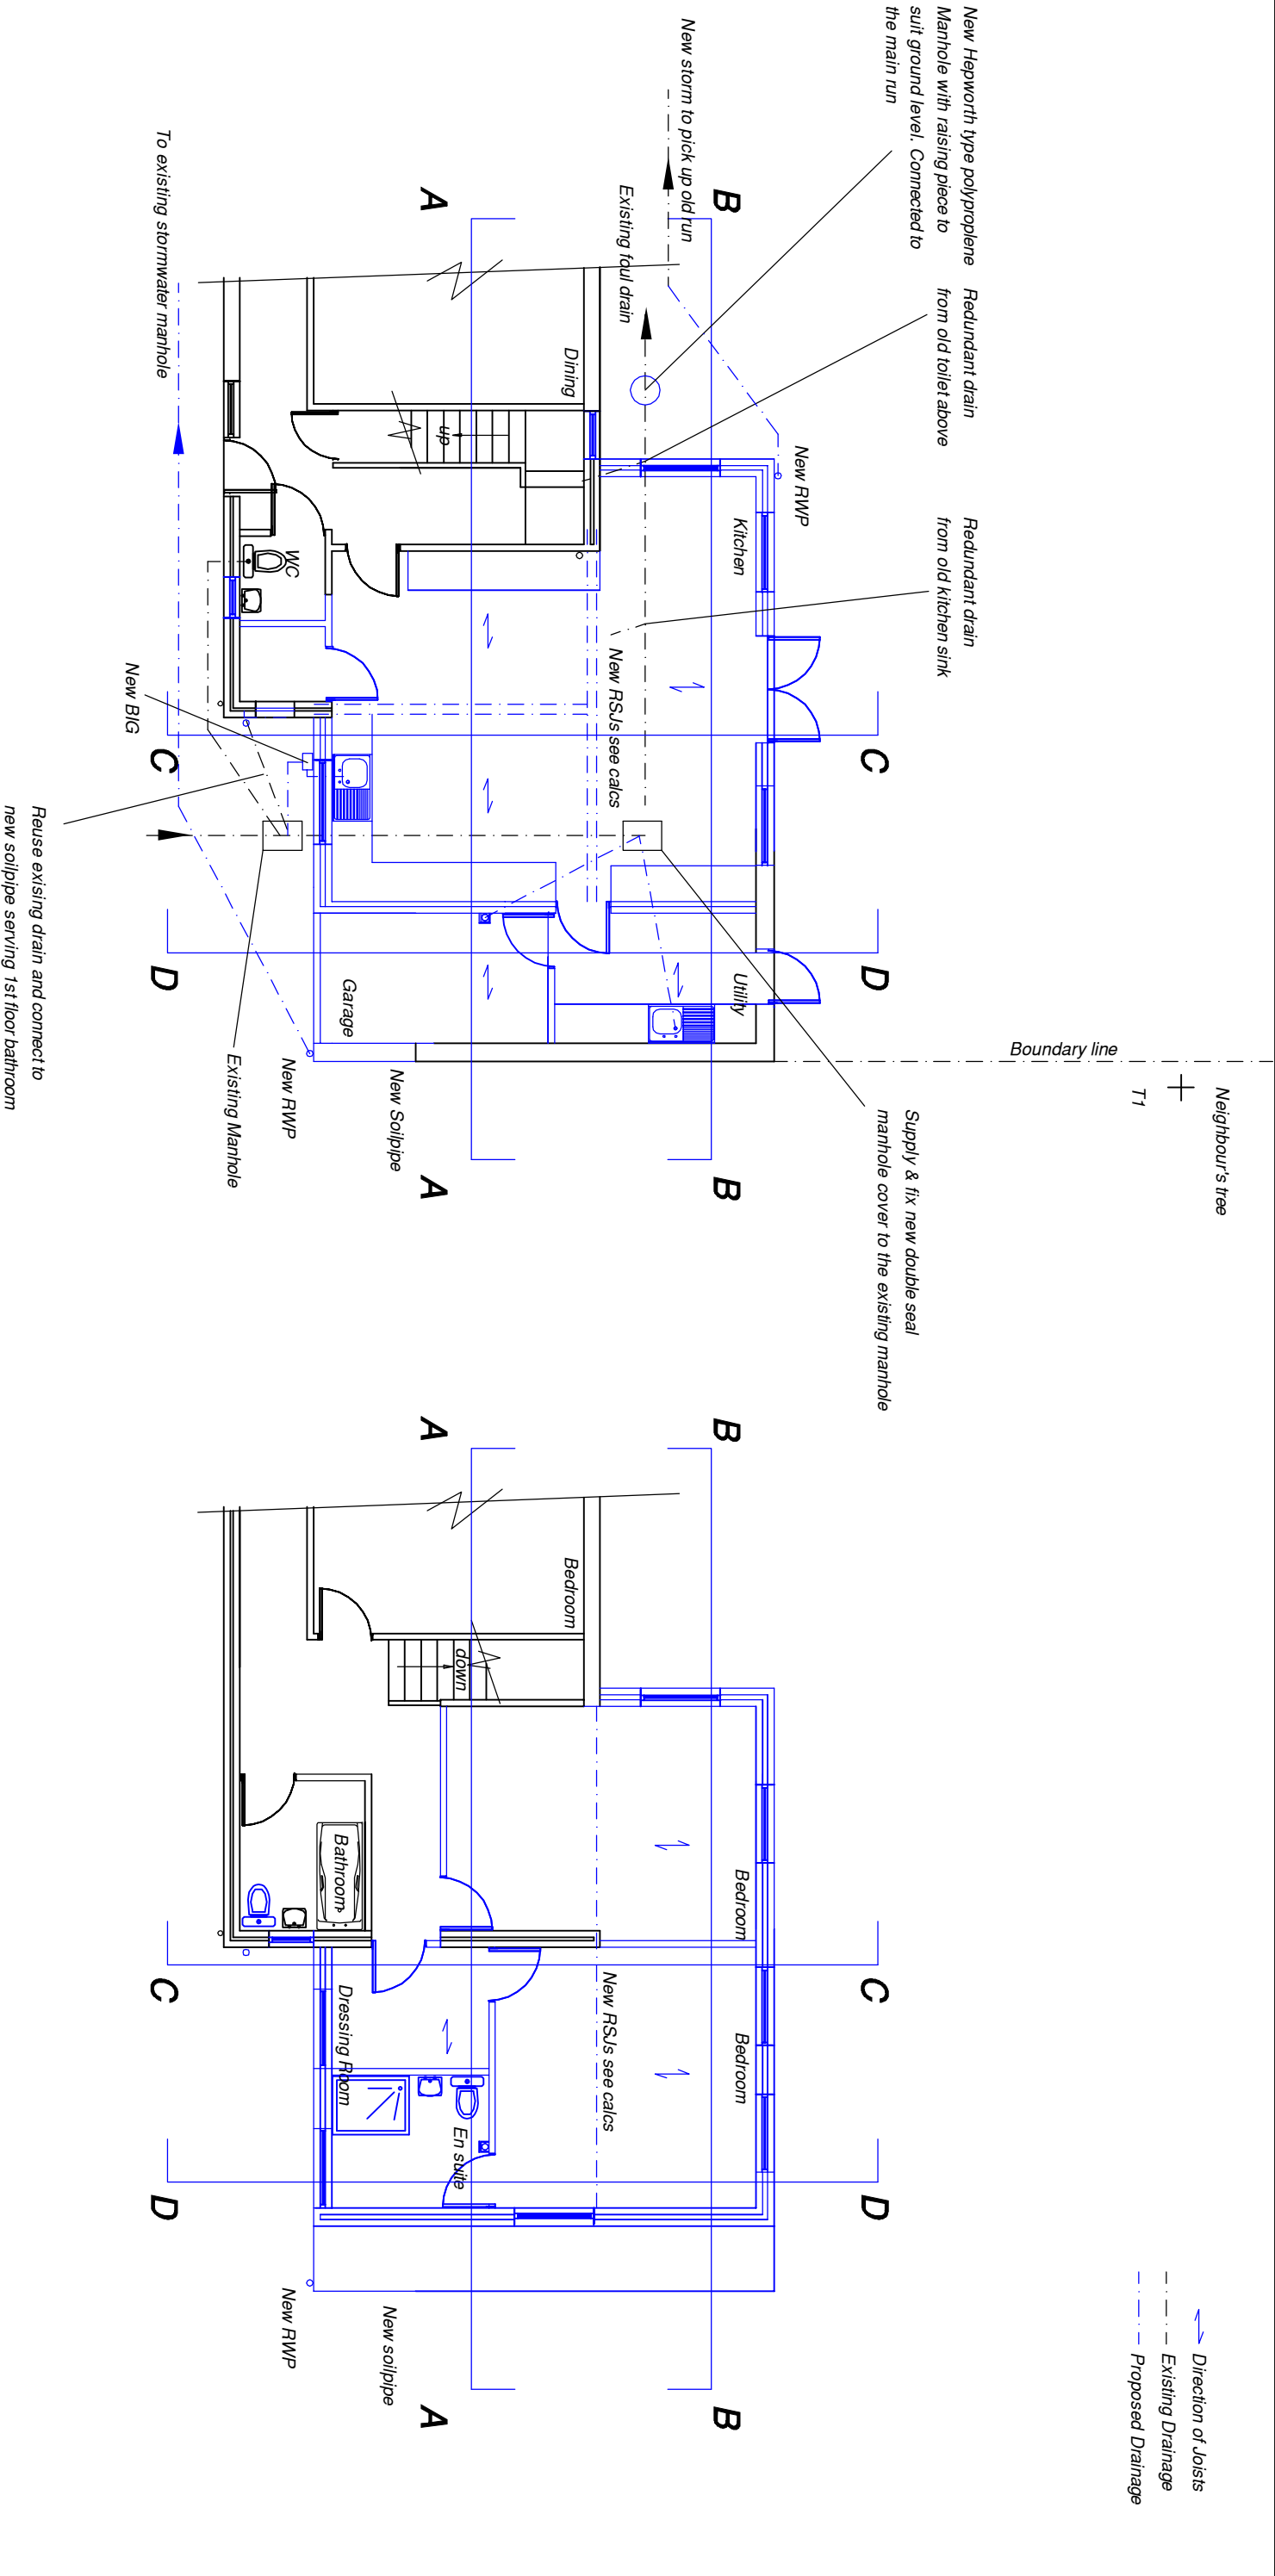 New Hepworth type polyproplene
Manhole with raising piece to
suit ground level. Connected to
the main run
Redundant drain
from old toilet above
Redundant drain
from old kitchen sink
New storm to pick up old run
Existing foul drain
To existing stormwater manhole
New RWP
Boundary line
Neighbour's tree
T1
Supply & fix new double seal
manhole cover to the existing manhole
B
B
A
A
C
C
D
D
Dining
up
Kitchen
WC
New RSJs see calcs
Utility
Garage
New BIG
Reuse exising drain and connect to
new soilpipe serving 1st floor bathroom
Existing Manhole
New RWP
New Soilpipe
B
B
A
A
C
C
D
D
Bedroom
down
Bathroom
Bedroom
Bedroom
New RSJs see calcs
Dressing Room
En suite
New RWP
New soilpipe
Direction of Joists
Existing Drainage
Proposed Drainage